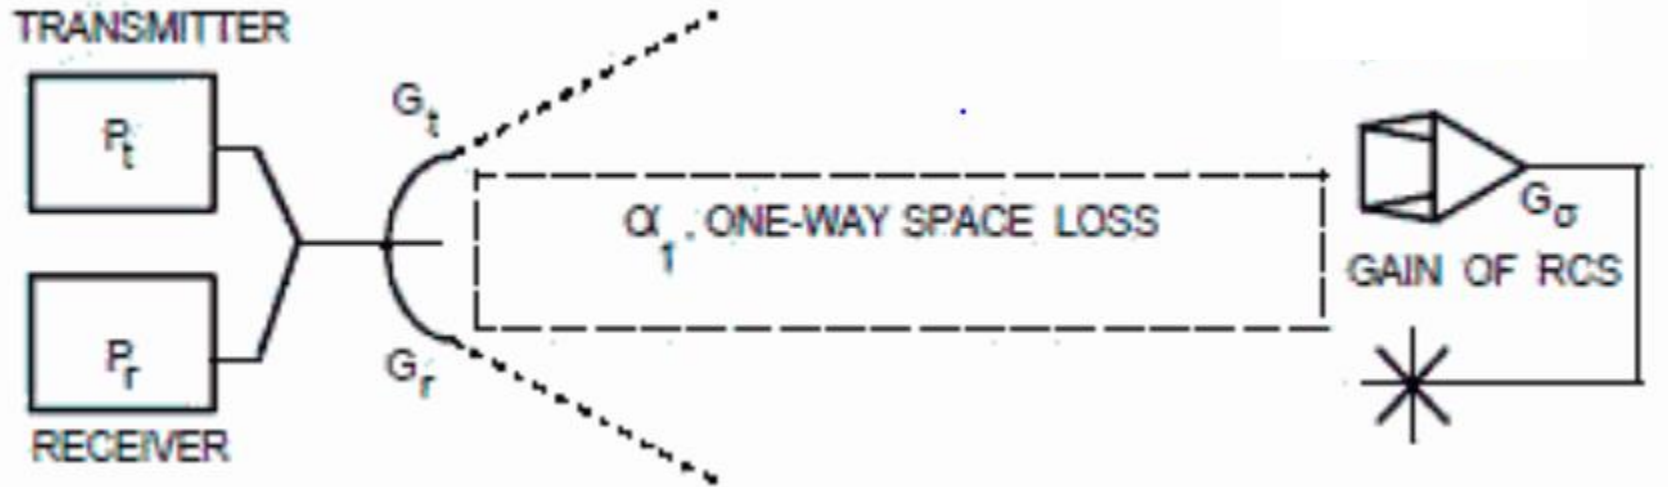 TRANSMITTER
Pt
Gt
α1 . ONE-WAY SPACE LOSS
Gσ
GAIN OF RCS
Pr
Gr
RECEIVER